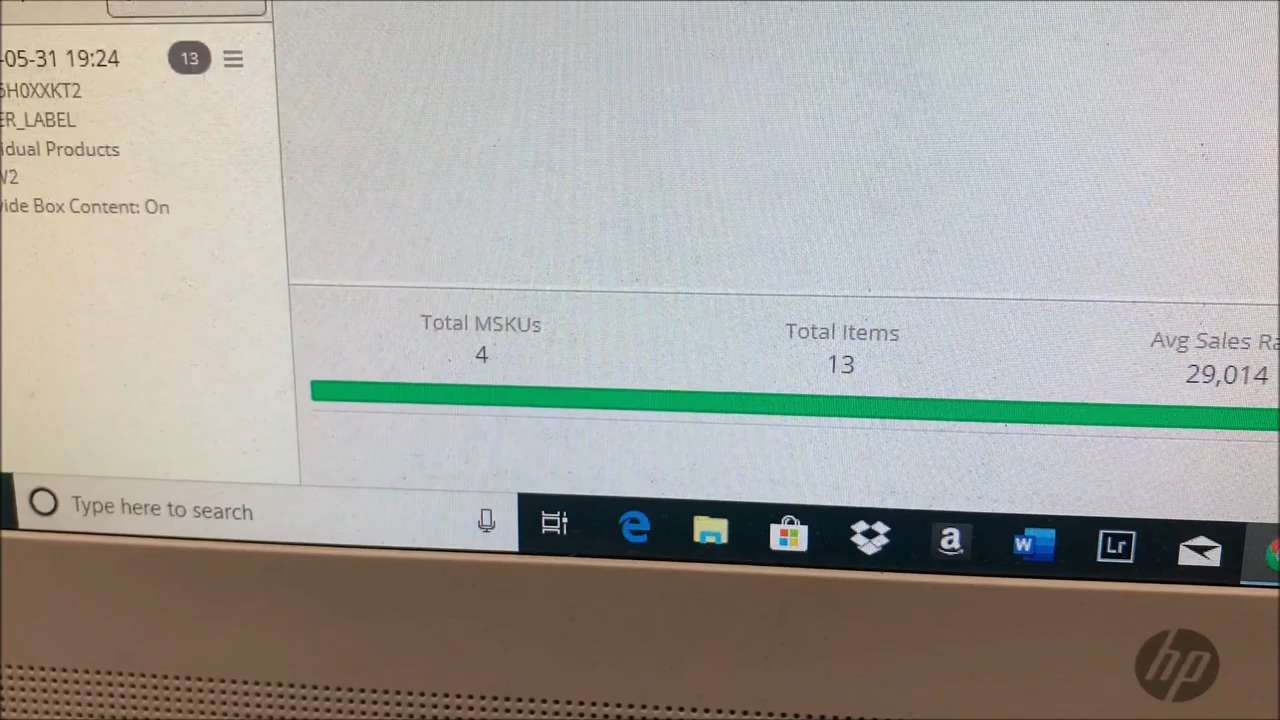 -05-31 19:24
13
6H0XXKT2
ER_LABEL
idual Products
V2
vide Box Content: On
Total MSKUs
4
Total Items
13
Avg Sales Ra
29,014
Type here to search
a
W
Lr
hp